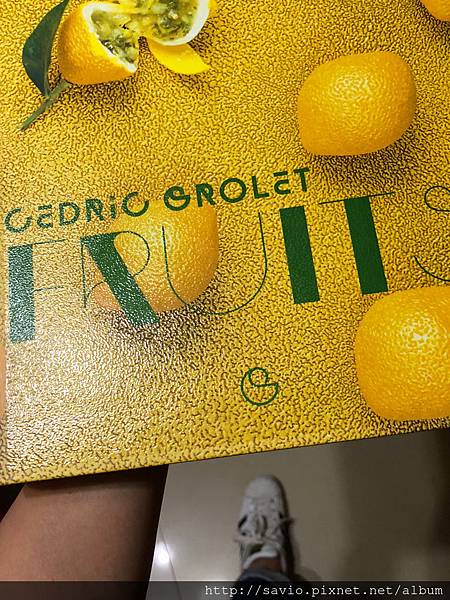 CEDRIC GROLET
FRUITS
http://savio.pixnet.net/album